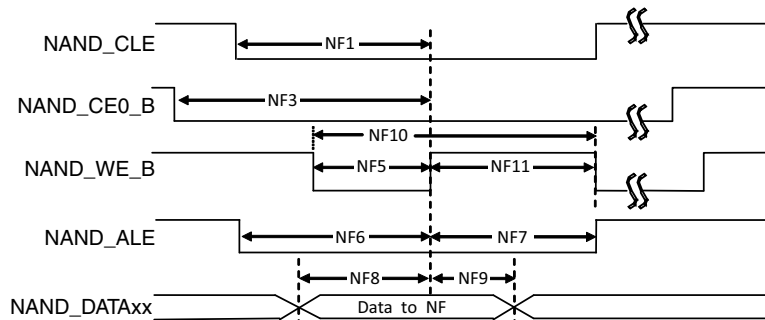 NAND_CLE
NF1
NAND_CE0_B
NF3
NF10
NAND_WE_B
NF5
NF11
NAND_ALE
NF6
NF7
NF8
NF9
NAND_DATAxx
Data to NF